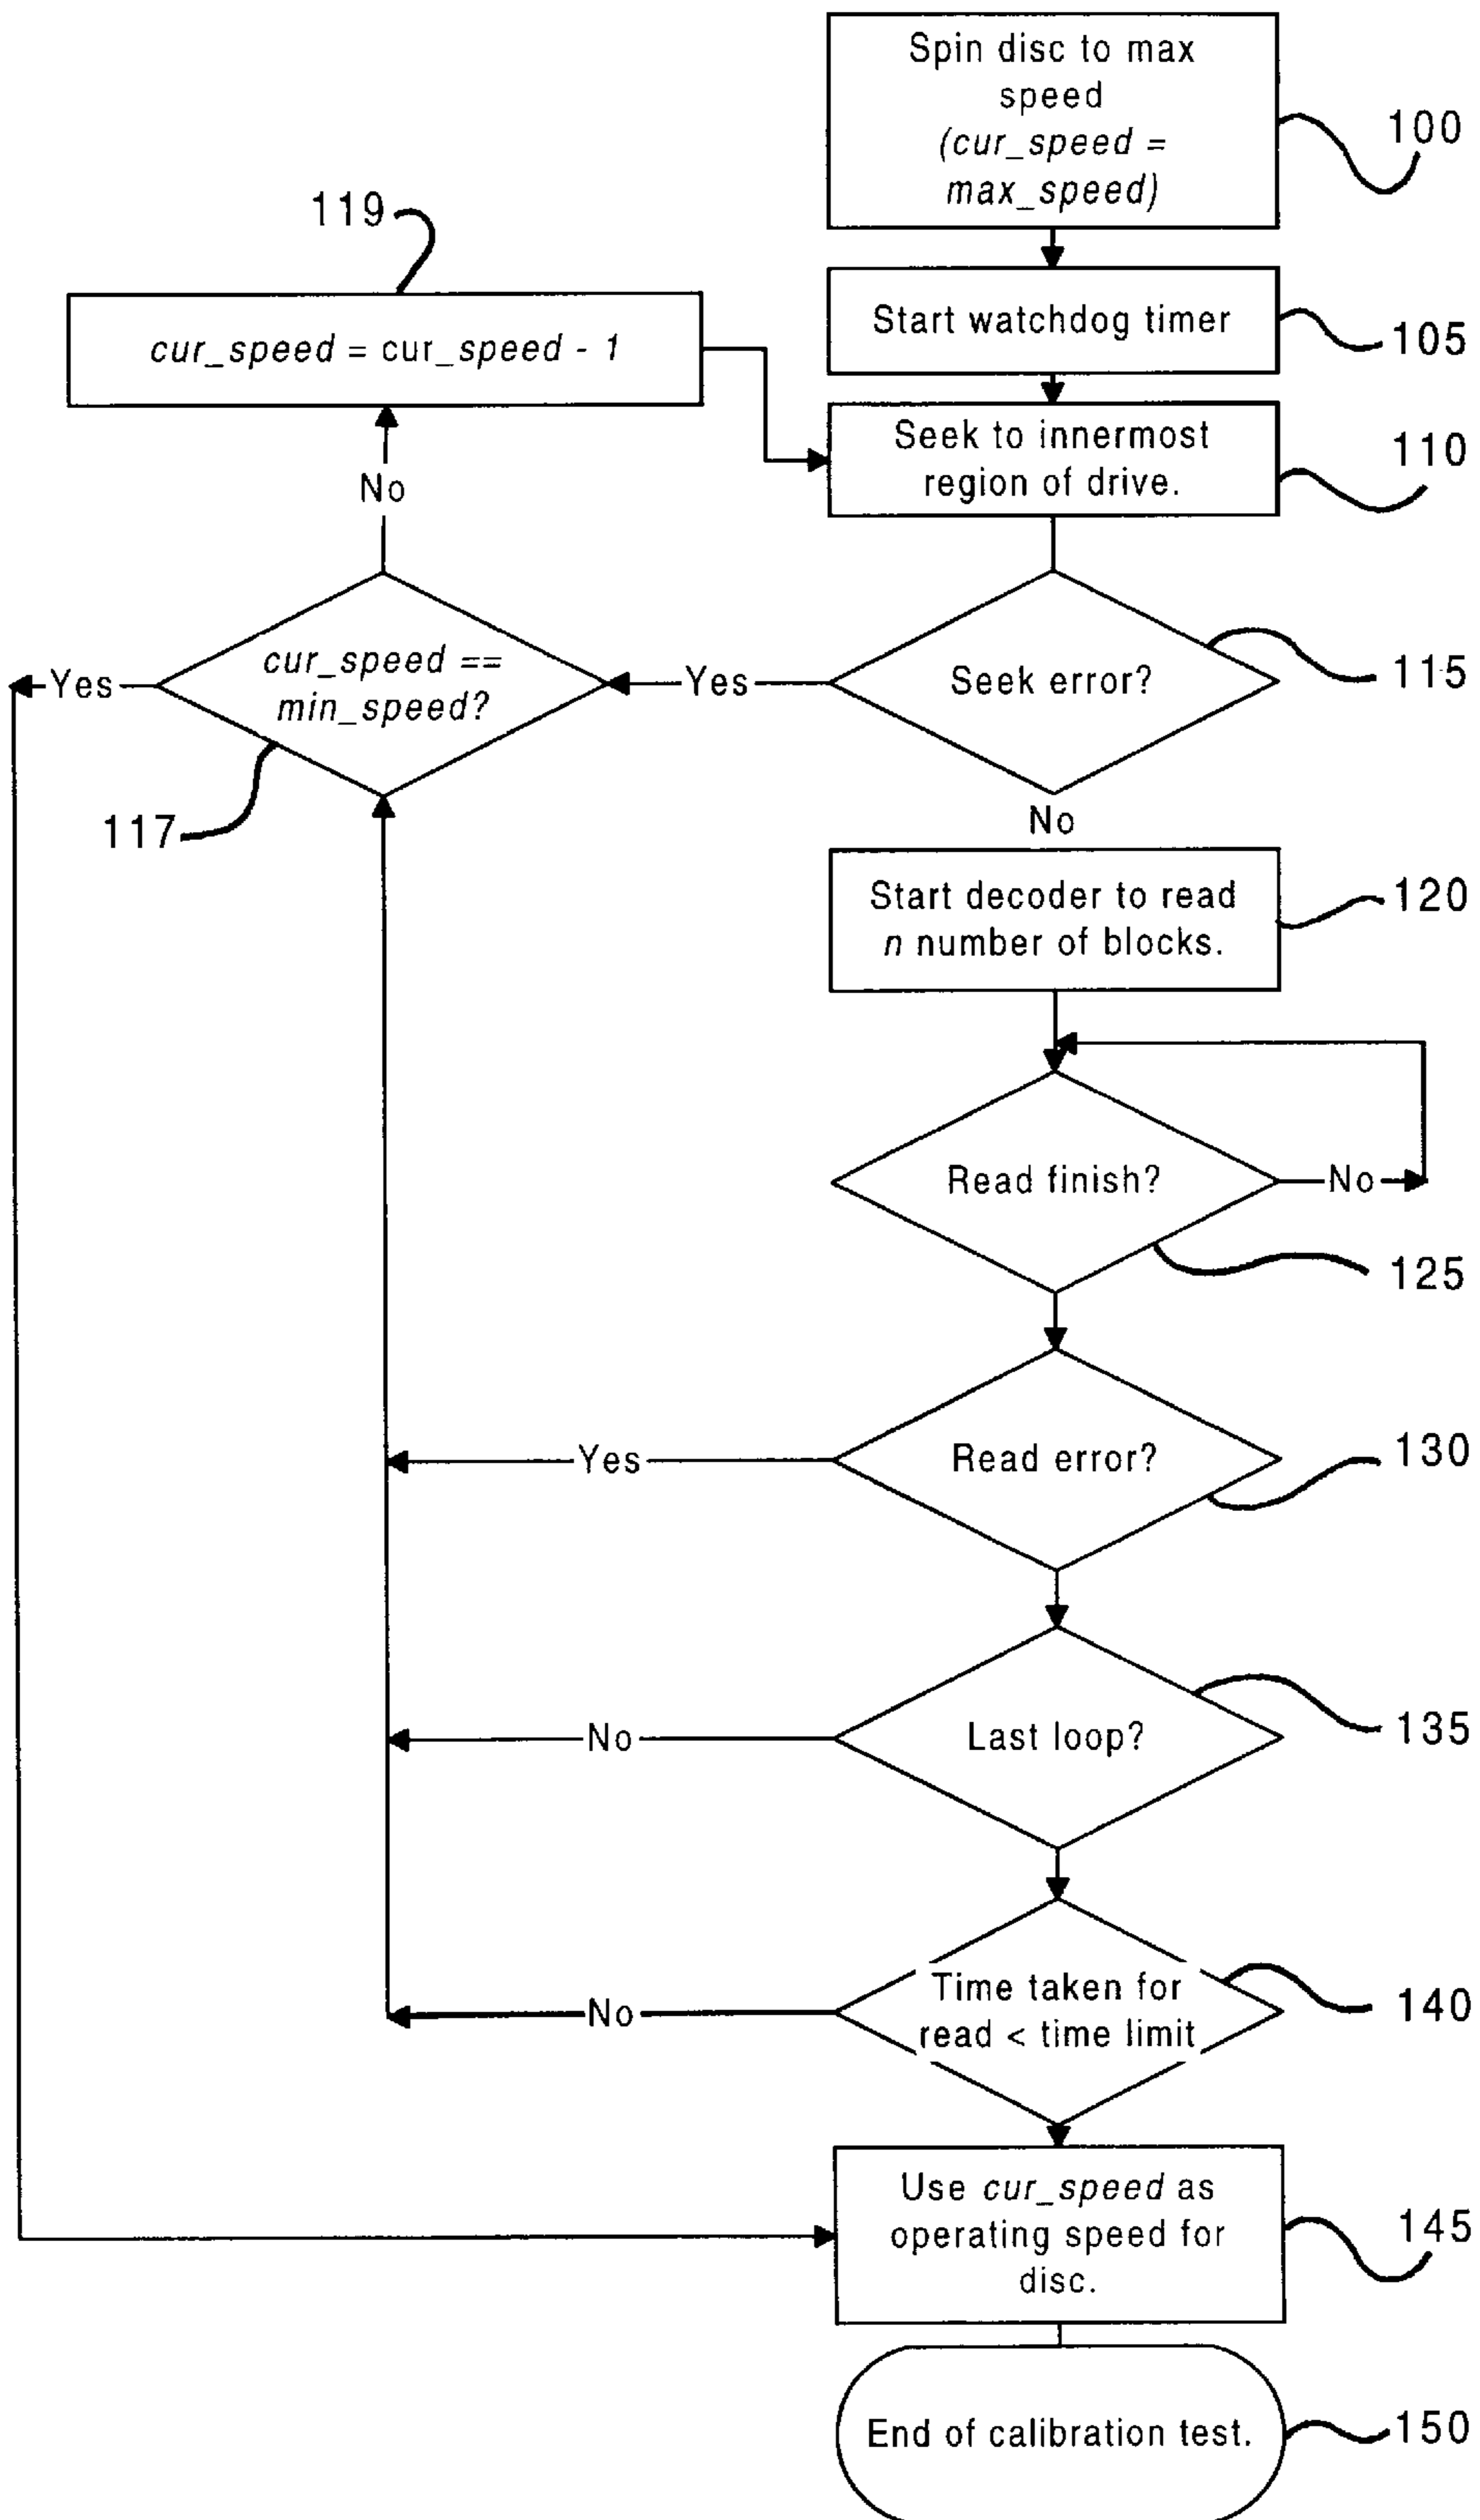 Spin disc to max
speed
(cur_speed =
max_speed)
100
119
Start watchdog timer
105
cur_speed = cur_speed - 1
Seek to innermost
region of drive.
110
No
cur_speed ==
min_speed?
Yes
Yes
Seek error?
115
117
No
Start decoder to read
n number of blocks.
120
Read finish?
No
125
Read error?
Yes
130
Last loop?
No
135
Time taken for
read < time limit
No
140
Use cur_speed as
operating speed for
disc.
145
End of calibration test.
150